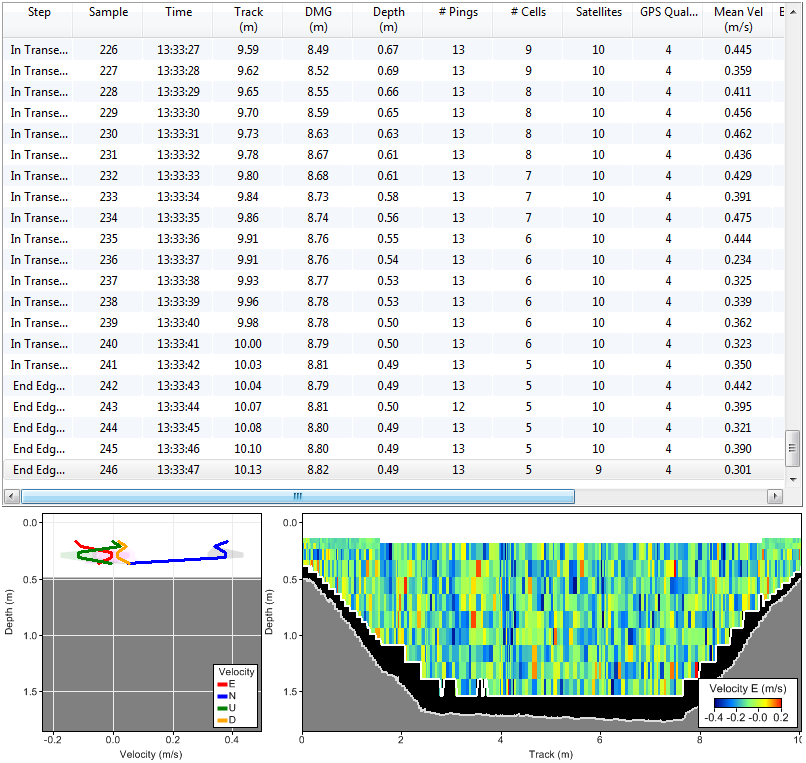 Step Sample Time Track (m) DMG (m) Depth (m) # Pings # Cells Satellites GPS Qual... Mean Vel (m/s) E
In Transe... 226 13:33:27 9.59 8.49 0.67 13 9 10 4 0.445
In Transe... 227 13:33:28 9.62 8.52 0.69 13 9 10 4 0.359
In Transe... 228 13:33:29 9.65 8.55 0.66 13 8 10 4 0.411
In Transe... 229 13:33:30 9.70 8.59 0.65 13 8 10 4 0.456
In Transe... 230 13:33:31 9.73 8.63 0.63 13 8 10 4 0.462
In Transe... 231 13:33:32 9.78 8.67 0.61 13 8 10 4 0.436
In Transe... 232 13:33:33 9.80 8.68 0.61 13 7 10 4 0.429
In Transe... 233 13:33:34 9.84 8.73 0.58 13 7 10 4 0.391
In Transe... 234 13:33:35 9.86 8.74 0.56 13 7 10 4 0.475
In Transe... 235 13:33:36 9.91 8.76 0.55 13 6 10 4 0.444
In Transe... 236 13:33:37 9.91 8.76 0.54 13 6 10 4 0.234
In Transe... 237 13:33:38 9.93 8.77 0.53 13 6 10 4 0.325
In Transe... 238 13:33:39 9.96 8.78 0.53 13 6 10 4 0.339
In Transe... 239 13:33:40 9.98 8.78 0.50 13 6 10 4 0.362
In Transe... 240 13:33:41 10.00 8.79 0.50 13 6 10 4 0.323
In Transe... 241 13:33:42 10.03 8.81 0.49 13 5 10 4 0.350
End Edg... 242 13:33:43 10.04 8.79 0.49 13 5 10 4 0.442
End Edg... 243 13:33:44 10.07 8.81 0.50 12 5 10 4 0.395
End Edg... 244 13:33:45 10.08 8.80 0.49 13 5 10 4 0.321
End Edg... 245 13:33:46 10.10 8.80 0.49 13 5 10 4 0.390
End Edg... 246 13:33:47 10.13 8.82 0.49 13 5 9 4 0.301
0.0
0.5
1.0
1.5
Depth (m)
Velocity
E
N
U
D
-0.2 0.0 0.2 0.4
Velocity (m/s)
0.0
0.5
1.0
1.5
Depth (m)
Velocity E (m/s)
-0.4 -0.2 0.0 0.2
0 2 4 6 8 10
Track (m)